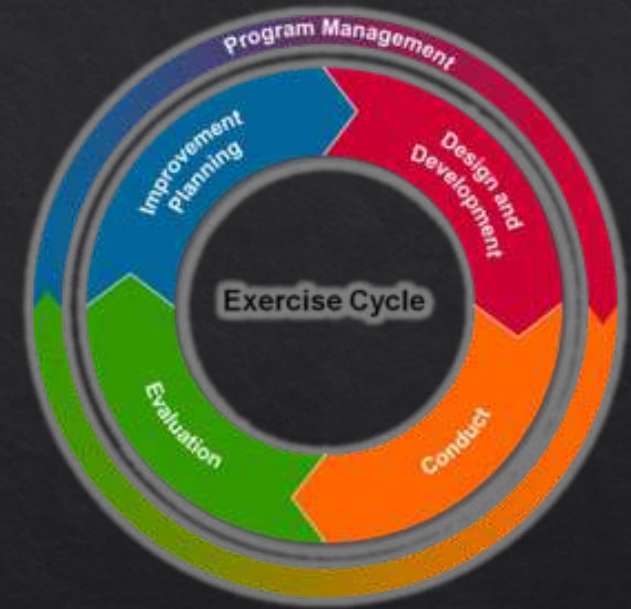 Program Management
Design and
Development
Conduct
Evaluation
Improvement
Planning
Exercise Cycle